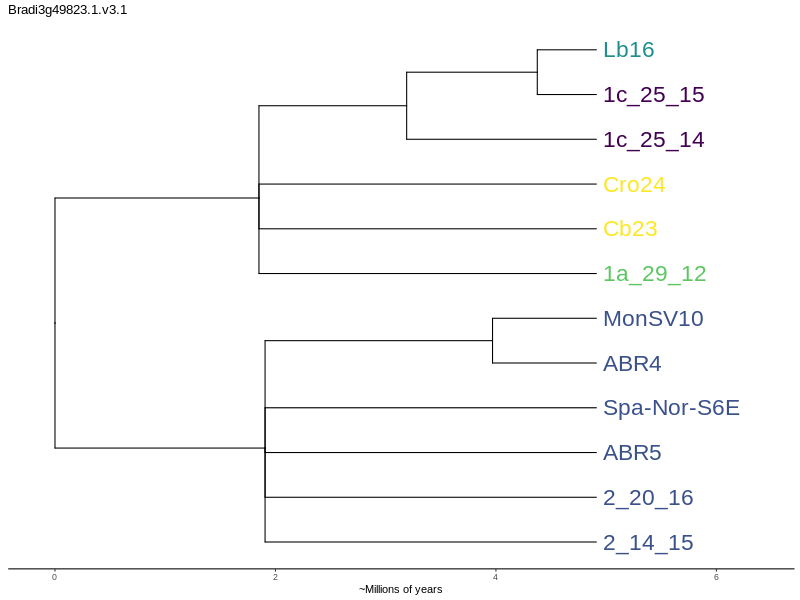 Bradi3g49823.1.v3.1
Lb16
1c_25_15
1c_25_14
Cro24
Cb23
1a_29_12
MonSV10
ABR4
Spa-Nor-S6E
ABR5
2_20_16
2_14_15
0 2 4 6
~Millions of years